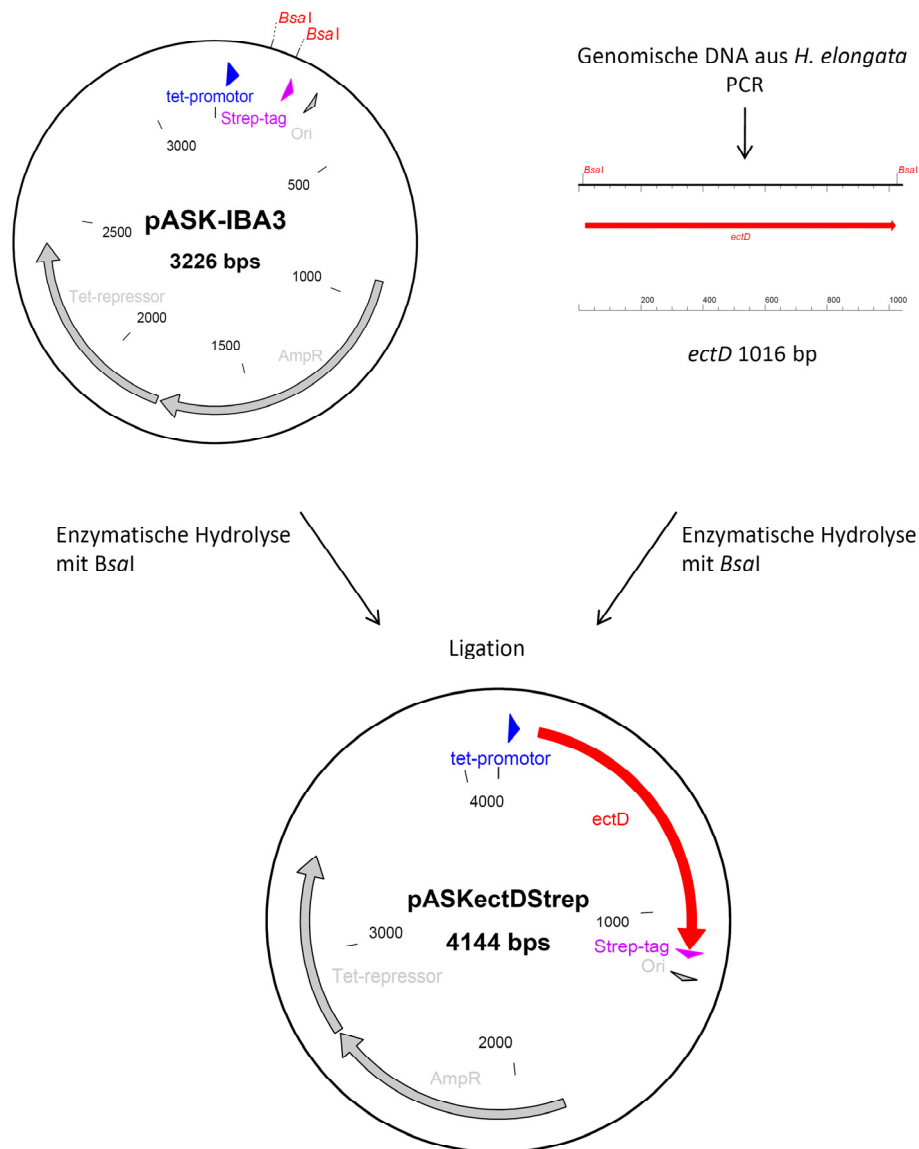 BsaI
BsaI
tet-promotor
Strep-tag
Ori
3000
500
pASK-IBA3
2500
3226 bps
1000
Tet-repressor
2000
1500
AmpR
Genomische DNA aus H. elongata
PCR
BsaI
BsaI
ectD
200
400
600
800
1000
ectD 1016 bp
Enzymatische Hydrolyse
mit BsaI
Enzymatische Hydrolyse
mit BsaI
Ligation
tet-promotor
4000
ectD
pASKectDStrep
1000
4144 bps
3000
Strep-tag
Ori
Tet-repressor
2000
AmpR